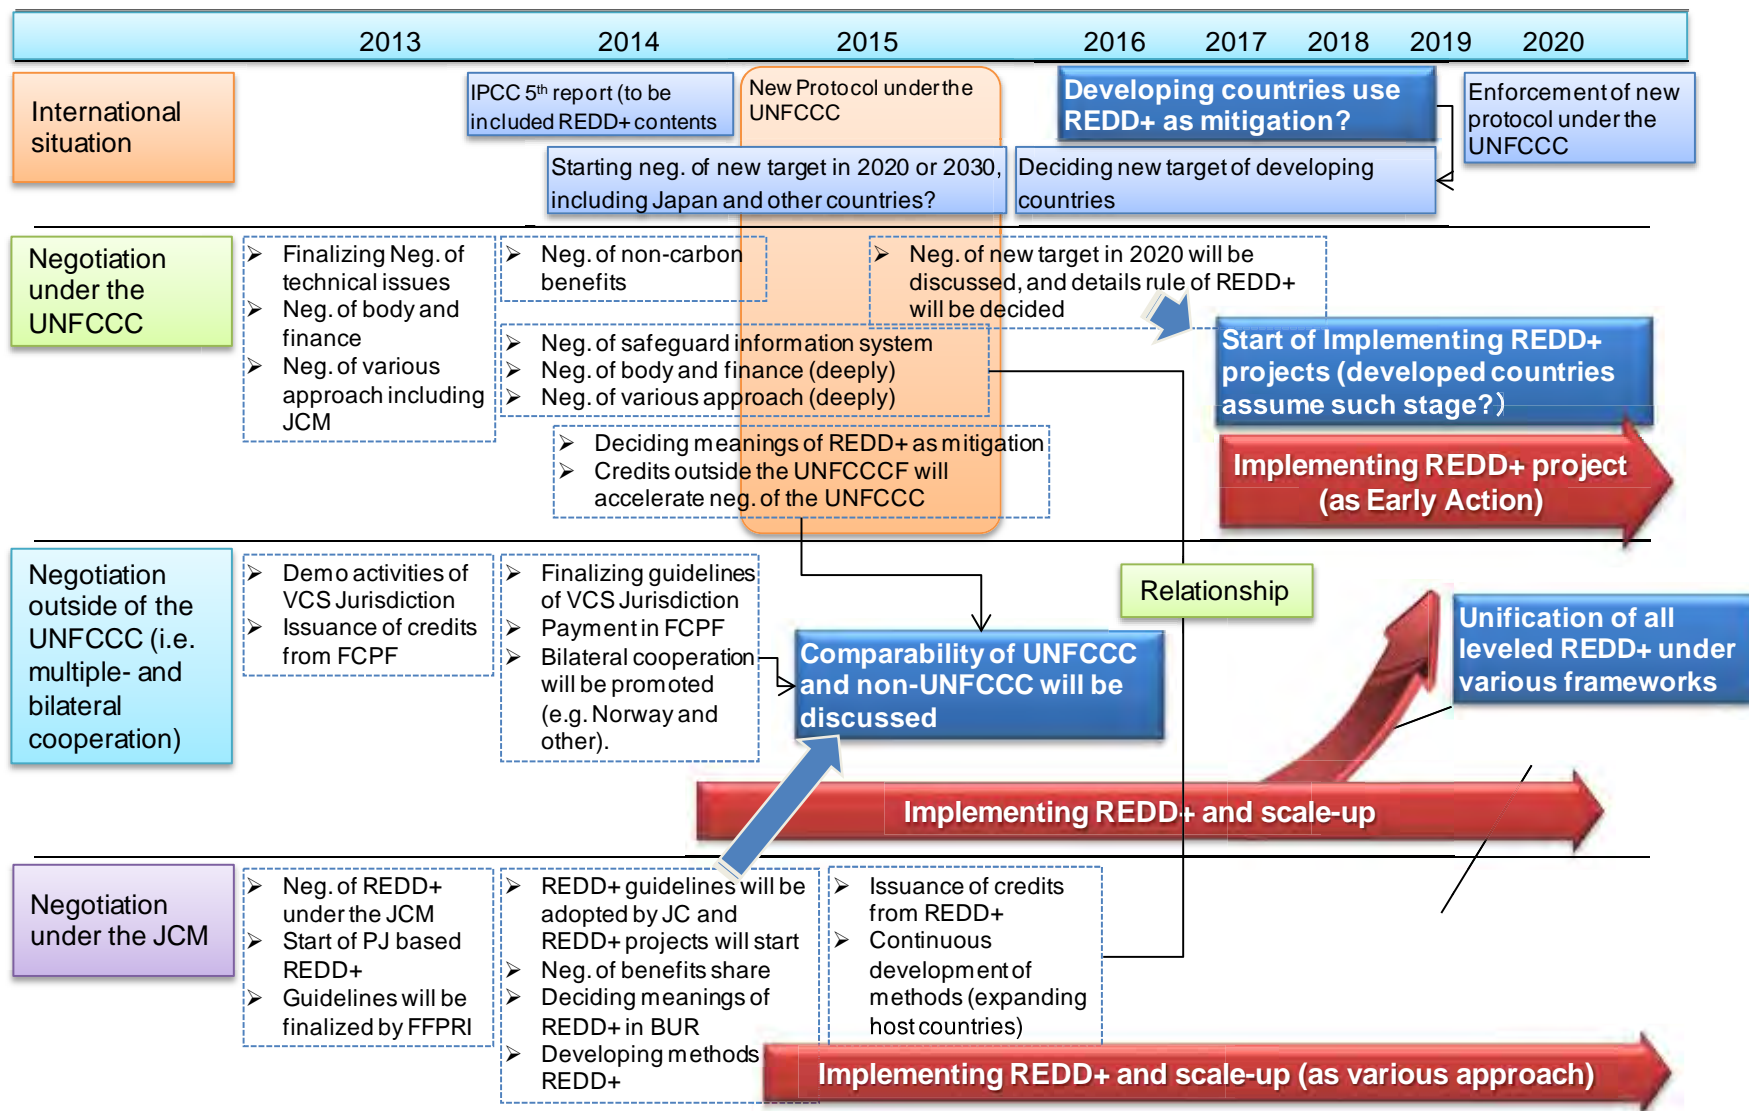 2013 2014 2015 2016 2017 2018 2019 2020
International
situation
IPCC 5th report (to be
included REDD+ contents
New Protocol under the
UNFCCC
Developing countries use
REDD+ as mitigation?
Enforcement of new
protocol under the
UNFCCC
Starting neg. of new target in 2020 or 2030,
including Japan and other countries?
Deciding new target of developing
countries
Negotiation
under the
UNFCCC
➢ Finalizing Neg. of
technical issues
➢ Neg. of body and
finance
➢ Neg. of various
approach including
JCM
➢ Neg. of non-carbon
benefits
➢ Neg. of safeguard information system
➢ Neg. of body and finance (deeply)
➢ Neg. of various approach (deeply)
➢ Deciding meanings of REDD+ as mitigation
➢ Credits outside the UNFCCCF will
accelerate neg. of the UNFCCC
➢ Neg. of new target in 2020 will be
discussed, and details rule of REDD+
will be decided
Start of Implementing REDD+
projects (developed countries
assume such stage?)
Implementing REDD+ project
(as Early Action)
Negotiation
outside of the
UNFCCC (i.e.
multiple- and
bilateral
cooperation)
➢ Demo activities of
VCS Jurisdiction
➢ Issuance of credits
from FCPF
➢ Finalizing guidelines
of VCS Jurisdiction
➢ Payment in FCPF
➢ Bilateral cooperation
will be promoted
(e.g. Norway and
other).
Comparability of UNFCCC
and non-UNFCCC will be
discussed
Relationship
Unification of all
leveled REDD+ under
various frameworks
Implementing REDD+ and scale-up
Negotiation
under the JCM
➢ Neg. of REDD+
under the JCM
➢ Start of PJ based
REDD+
➢ Guidelines will be
finalized by FFPRI
➢ REDD+ guidelines will be
adopted by JC and
REDD+ projects will start
➢ Neg. of benefits share
➢ Deciding meanings of
REDD+ in BUR
➢ Developing methods
REDD+
➢ Issuance of credits
from REDD+
➢ Continuous
development of
methods (expanding
host countries)
Implementing REDD+ and scale-up (as various approach)